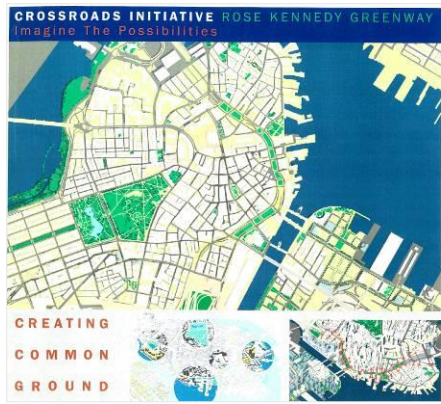 CROSSROADS INITIATIVE ROSE KENNEDY GREENWAY
Imagine The Possibilities
CREATING
COMMON
GROUND